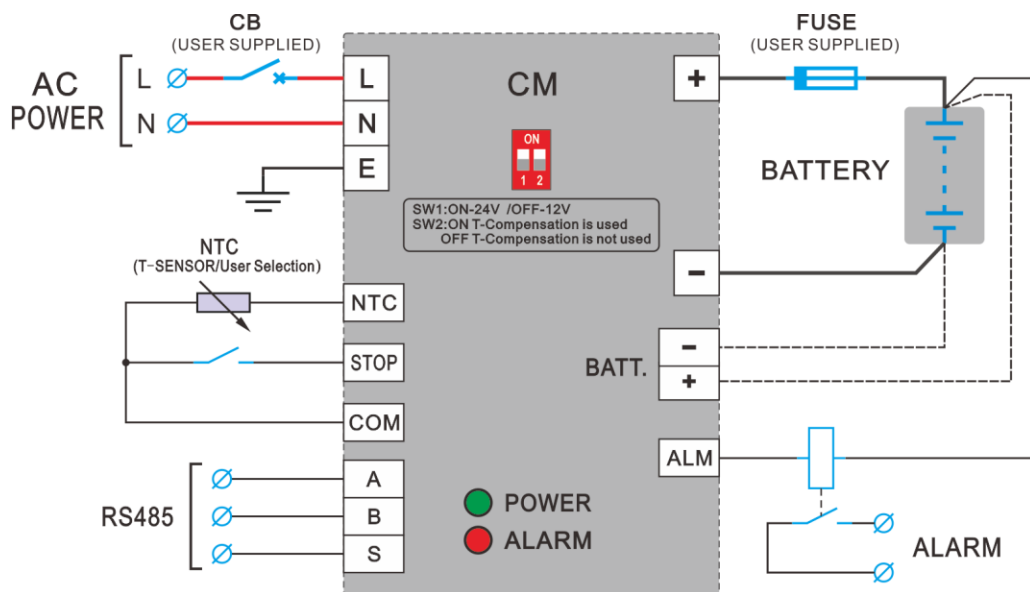 CB
(USER SUPPLIED)
AC
POWER
L
N
L
N
E
CM
ON
1 2
SW1:ON-24V /OFF-12V
SW2:ON T-Compensation is used
OFF T-Compensation is not used
FUSE
(USER SUPPLIED)
+
BATTERY
-
NTC
(T-SENSOR/User Selection)
NTC
STOP
COM
BATT.
-
+
ALM
RS485
A
B
S
POWER
ALARM
ALARM